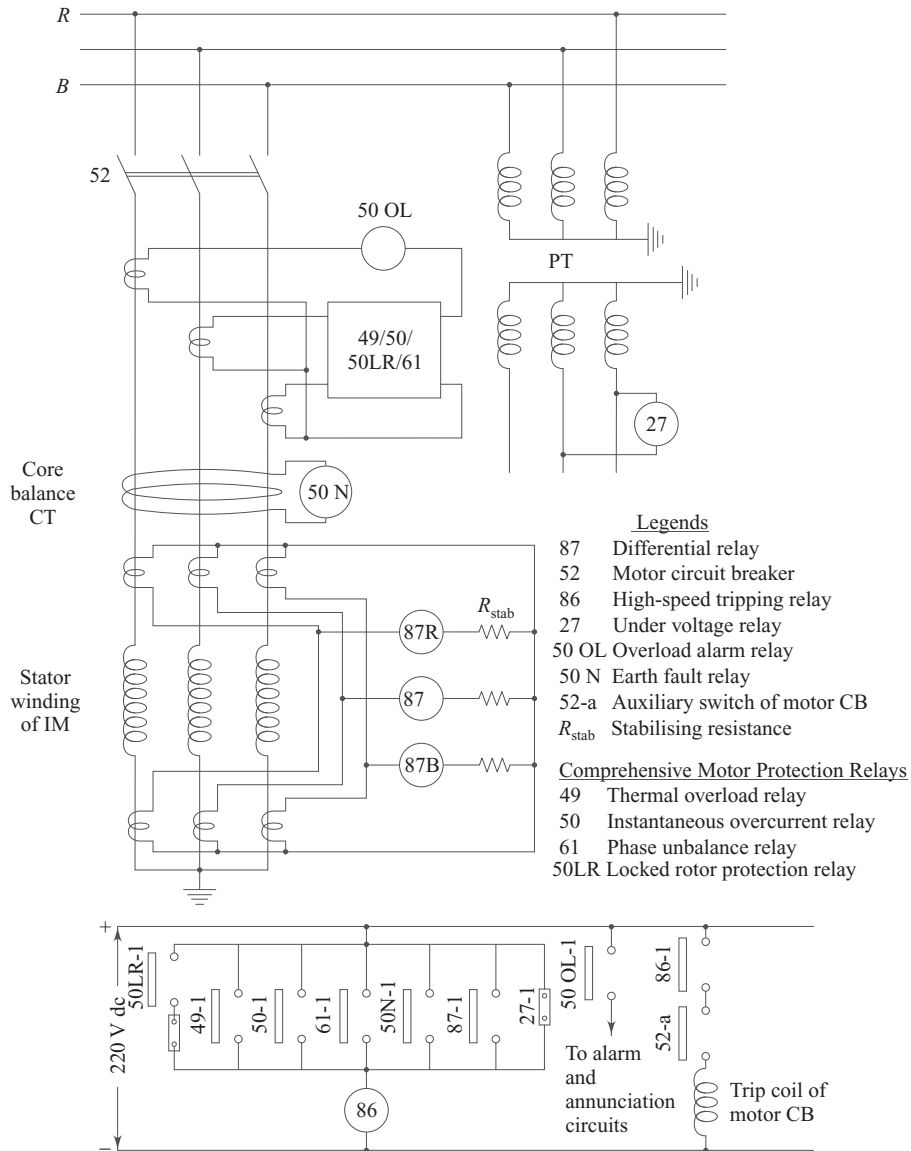 R
B
52
50 OL
PT
49/50/
50LR/61
27
Core
balance
CT
50 N
Legends
87 Differential relay
52 Motor circuit breaker
86 High-speed tripping relay
27 Under voltage relay
50 OL Overload alarm relay
50 N Earth fault relay
52-a Auxiliary switch of motor CB
Rstab Stabilising resistance
Rstab
87R
87
87B
Stator
winding
of IM
Comprehensive Motor Protection Relays
49 Thermal overload relay
50 Instantaneous overcurrent relay
61 Phase unbalance relay
50LR Locked rotor protection relay
+
220 V dc
–
50LR-1
49-1
50-1
61-1
50N-1
87-1
27-1
50 OL-1
86-1
52-a
86
To alarm
and
annunciation
circuits
Trip coil of
motor CB